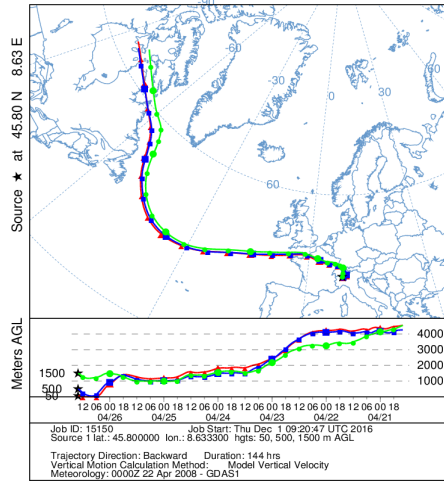 Source ★ at 45.80 N 8.63 E
-60
-30
0
30
60
Meters AGL
1500
500
50
4000
3000
2000
1000
12 06 00 18 12 06 00 18 12 06 00 18 12 06 00 18 12 06 00 18 12 06 00 18
04/26 04/25 04/24 04/23 04/22 04/21
Job ID: 15150 Job Start: Thu Dec 1 09:20:47 UTC 2016
Source 1 lat.: 45.800000 lon.: 8.633300 hgts: 50, 500, 1500 m AGL
Trajectory Direction: Backward Duration: 144 hrs
Vertical Motion Calculation Method: Model Vertical Velocity
Meteorology: 0000Z 22 Apr 2008 - GDAS1